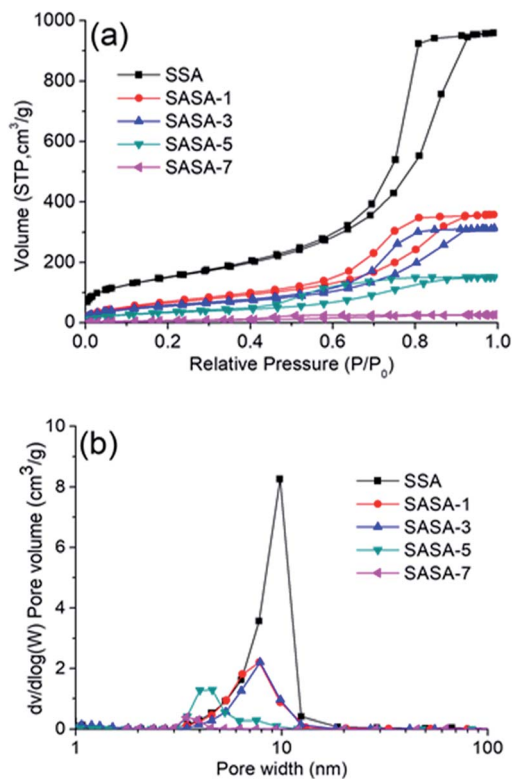 (a)
SSA
SASA-1
SASA-3
SASA-5
SASA-7
Volume (STP,cm³/g)
1000
800
600
400
200
0
0.0 0.2 0.4 0.6 0.8 1.0
Relative Pressure (P/P₀)
(b)
SSA
SASA-1
SASA-3
SASA-5
SASA-7
dv/dlog(W) Pore volume (cm³/g)
10
8
6
4
2
0
1 10 100
Pore width (nm)